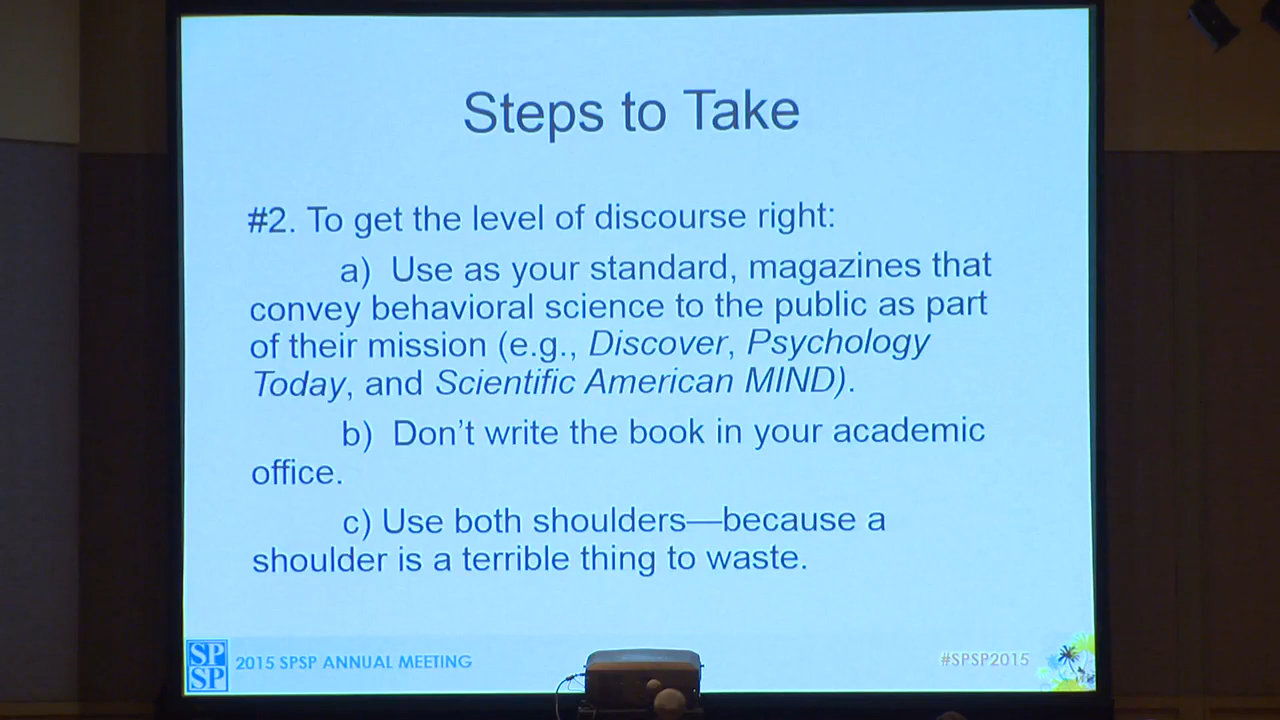 Steps to Take
#2. To get the level of discourse right:
a) Use as your standard, magazines that
convey behavioral science to the public as part
of their mission (e.g., Discover, Psychology
Today, and Scientific American MIND).
b) Don't write the book in your academic
office.
c) Use both shoulders—because a
shoulder is a terrible thing to waste.
SP
SP
2015 SPSP ANNUAL MEETING
#SPSP2015